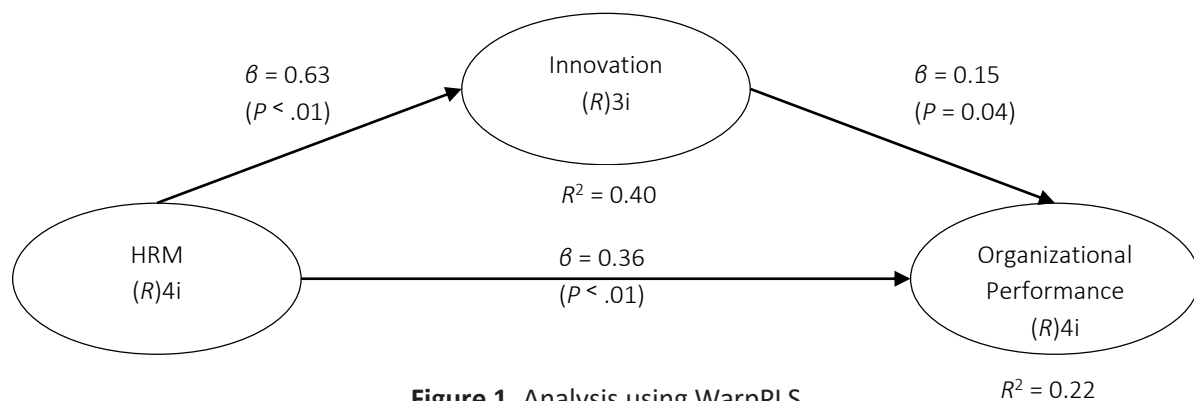 Innovation
(R)3i
β = 0.63
(P < .01)
β = 0.15
(P = 0.04)
R² = 0.40
HRM
(R)4i
β = 0.36
(P < .01)
Organizational
Performance
(R)4i
R² = 0.22
Figure 1. Analysis using WarpPLS